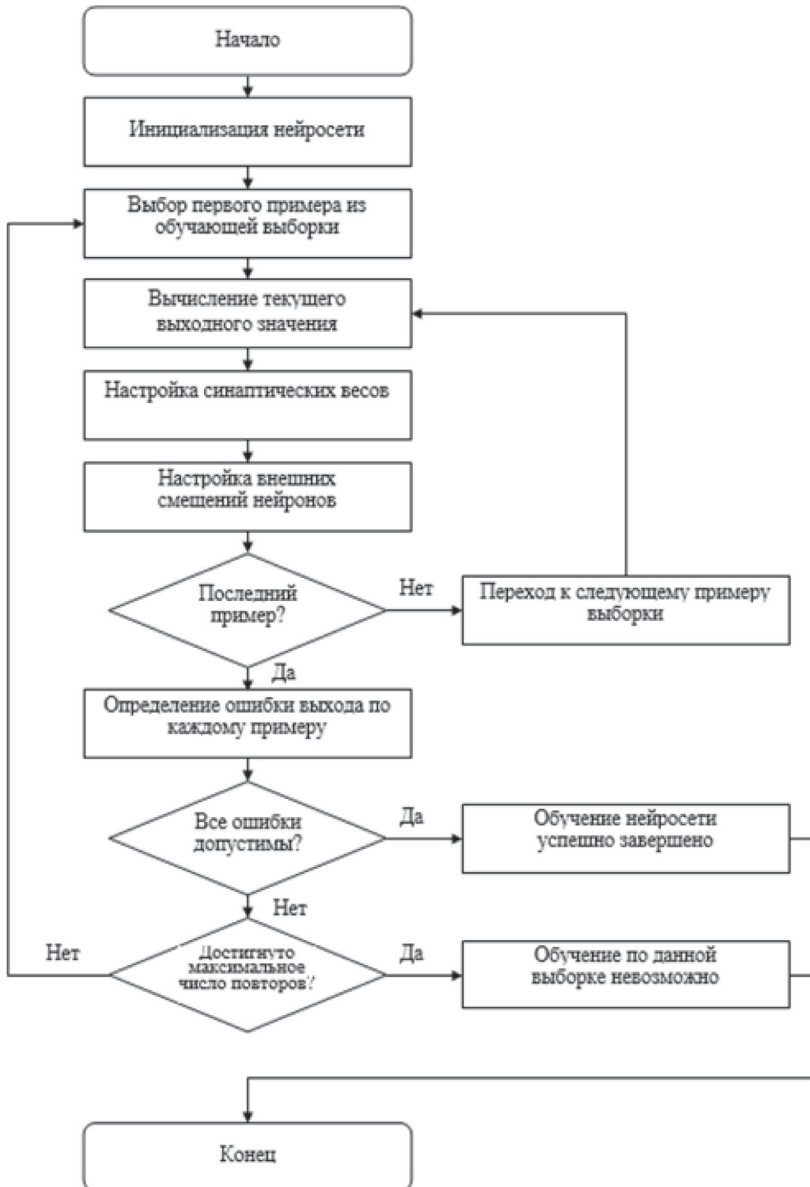 Начало
Инициализация нейросети
Выбор первого примера из
обучающей выборки
Вычисление текущего
выходного значения
Настройка синаптических весов
Настройка внешних
смещений нейронов
Последний
пример?
Нет
Переход к следующему примеру
выборки
Да
Определение ошибки выхода по
каждому примеру
Все ошибки
допустимы?
Да
Обучение нейросети
успешно завершено
Нет
Нет
Достигнуто
максимальное
число повторов?
Да
Обучение по данной
выборке невозможно
Конец